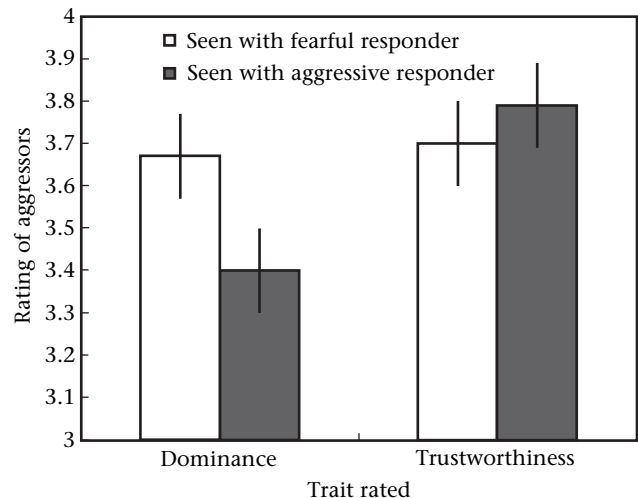 4
3.9
3.8
3.7
3.6
3.5
3.4
3.3
3.2
3.1
3
Rating of aggressors
Seen with fearful responder
Seen with aggressive responder
Dominance Trustworthiness
Trait rated